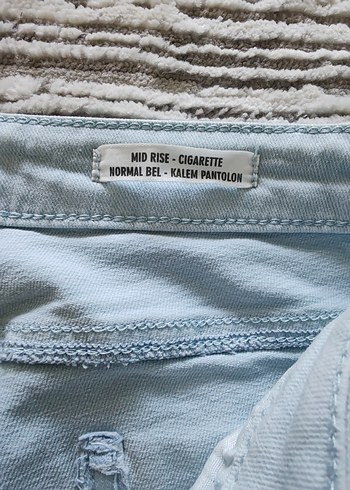 MID RISE - CIGARETTE
NORMAL BEL - KALEM PANTOLON